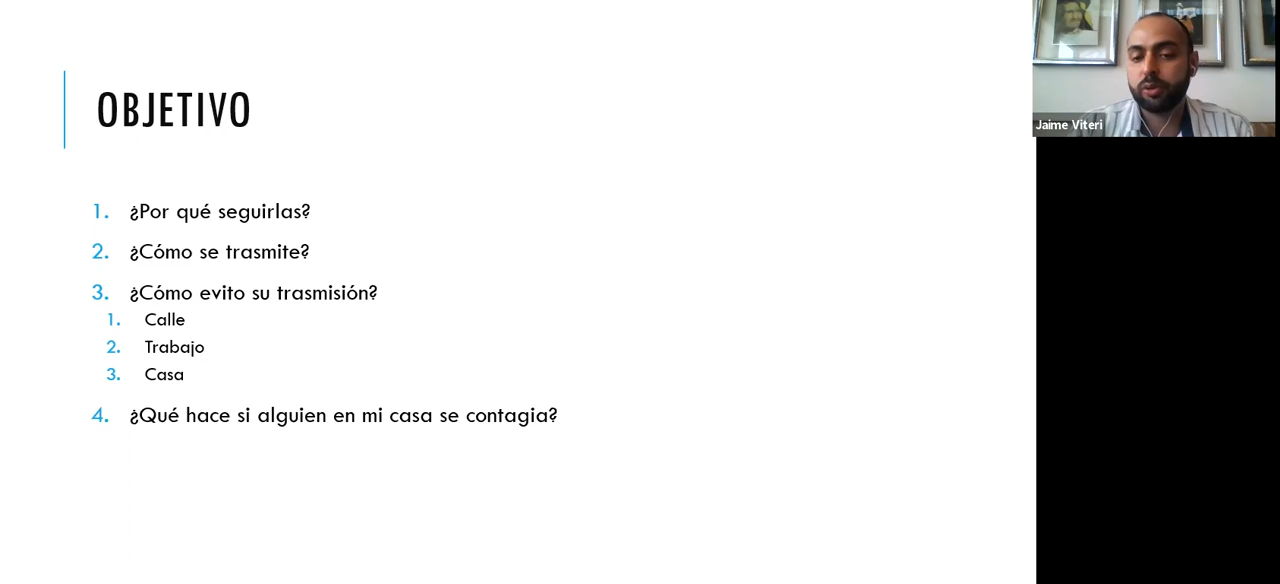 OBJETIVO
1. ¿Por qué seguirlas?
2. ¿Cómo se trasmite?
3. ¿Cómo evito su trasmisión?
1. Calle
2. Trabajo
3. Casa
4. ¿Qué hace si alguien en mi casa se contagia?
Jaime Viteri